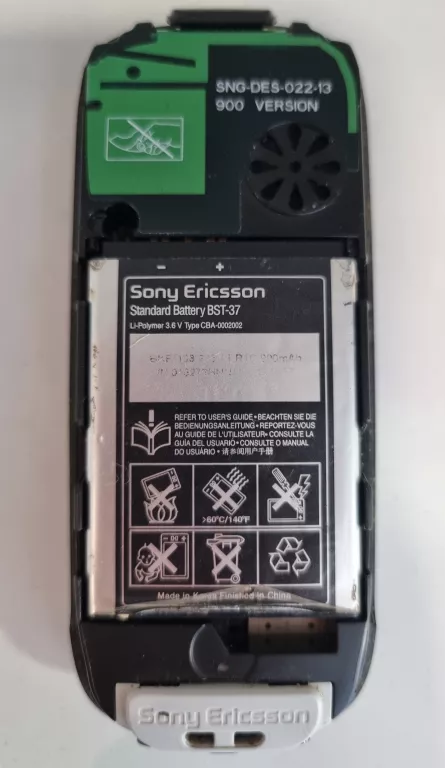 SNG-DES-022-13
900 VERSION
- +
Sony Ericsson
Standard Battery BST-37
Li-Polymer 3.6 V Type CBA-0002002
REFER TO USER'S GUIDE•BEACHTEN SIE DIE
BEDIENUNGSANLEITUNG•REPORTEZ-VOUS
AU GUIDE DE L'UTILISATEUR•CONSULTE LA
GUÍA DEL USUARIO•CONSULTE O MANUAL
DO USUÁRIO•请参阅用户手册
>60°C/140°F
Made in Korea Finished in China
Sony Ericsson